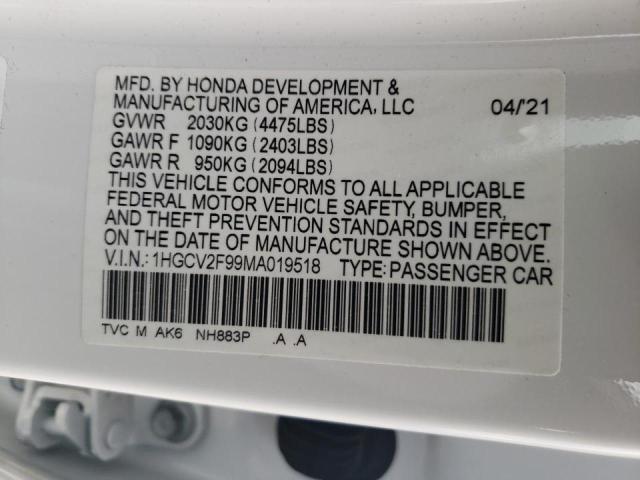 MFD. BY HONDA DEVELOPMENT &
MANUFACTURING OF AMERICA, LLC 04/'21
GVWR 2030KG (4475LBS)
GAWR F 1090KG (2403LBS)
GAWR R 950KG (2094LBS)
THIS VEHICLE CONFORMS TO ALL APPLICABLE
FEDERAL MOTOR VEHICLE SAFETY, BUMPER,
AND THEFT PREVENTION STANDARDS IN EFFECT
ON THE DATE OF MANUFACTURE SHOWN ABOVE.
V.I.N.: 1HGCV2F99MA019518 TYPE: PASSENGER CAR
TVC M AK6 NH883P .A .A